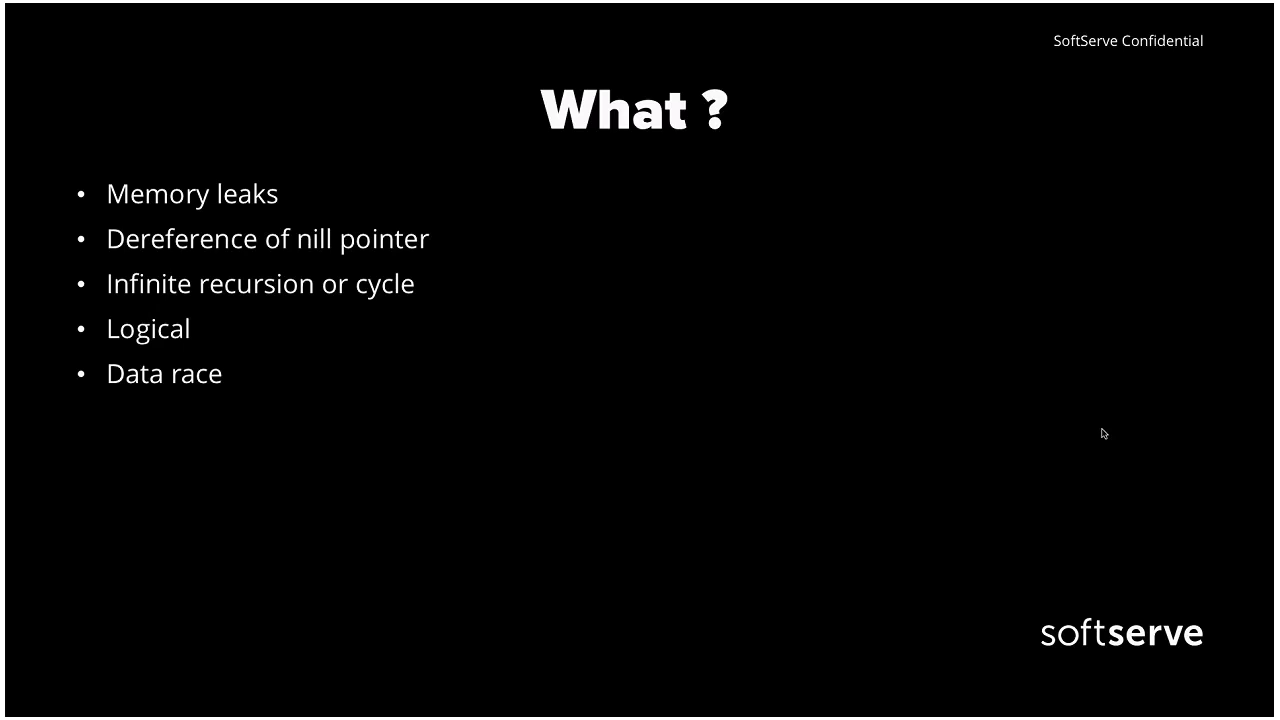 SoftServe Confidential
What ?
• Memory leaks
• Dereference of nill pointer
• Infinite recursion or cycle
• Logical
• Data race
softserve